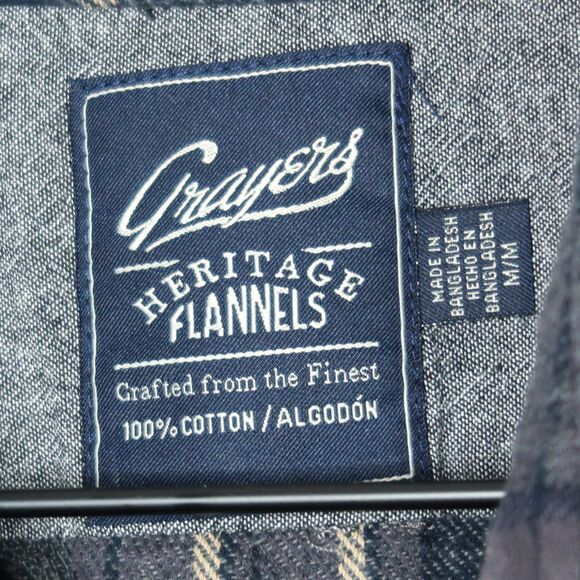 Grayers
HERITAGE
FLANNELS
Crafted from the Finest
100% COTTON / ALGODÓN
MADE IN
BANGLADESH
HECHO EN
BANGLADESH
M/M